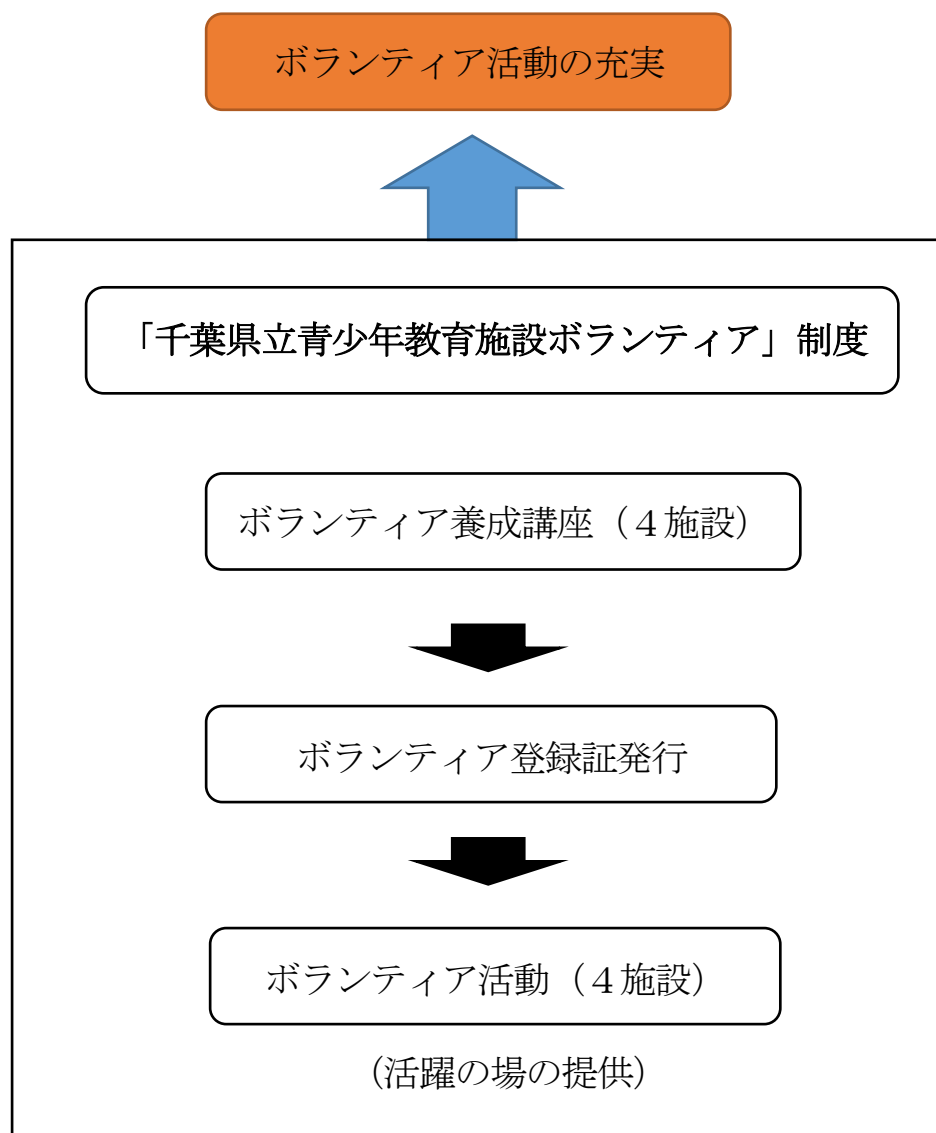 ボランティア活動の充実
「千葉県立青少年教育施設ボランティア」制度
ボランティア養成講座（４施設）
ボランティア登録証発行
ボランティア活動（４施設）
（活躍の場の提供）